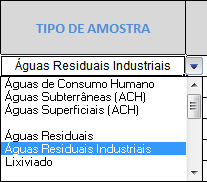 TIPO DE AMOSTRA
Águas Residuais Industriais
Águas de Consumo Humano
Águas Subterrâneas (ACH)
Águas Superficiais (ACH)
Águas Residuais
Águas Residuais Industriais
Lixiviado